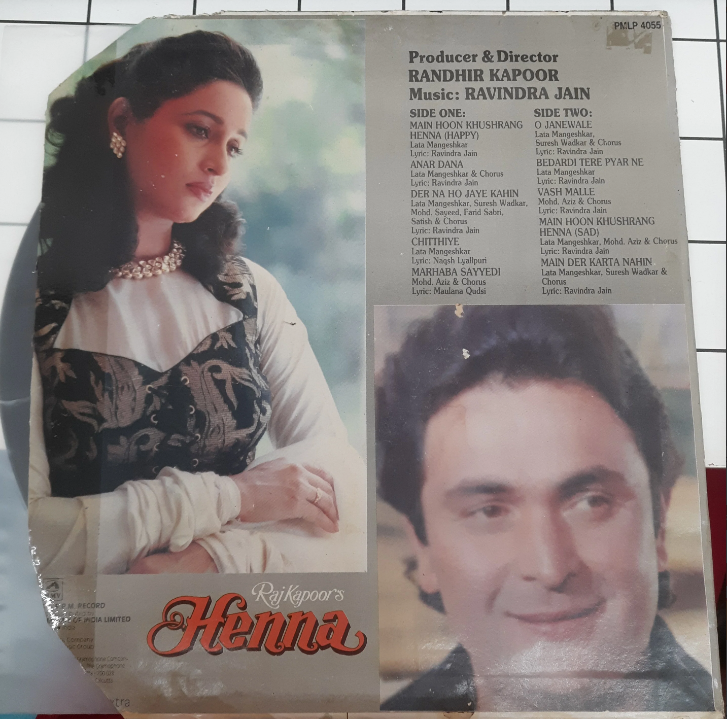 PMLP 4055
Producer & Director
RANDHIR KAPOOR
Music: RAVINDRA JAIN
SIDE ONE:
MAIN HOON KHUSHRANG
HENNA (HAPPY)
Lata Mangeshkar
Lyric: Ravindra Jain
ANAR DANA
Lata Mangeshkar & Chorus
Lyric: Ravindra Jain
DER NA HO JAYE KAHIN
Lata Mangeshkar, Suresh Wadkar,
Mohd. Sayeed, Farid Sabri,
Satish & Chorus
Lyric: Ravindra Jain
CHITTHIYE
Lata Mangeshkar
Lyric: Naqsh Lyallpuri
MARHABA SAYYEDI
Mohd. Aziz & Chorus
Lyric: Maulana Qudsi
SIDE TWO:
O JANEWALE
Lata Mangeshkar,
Suresh Wadkar & Chorus
Lyric: Ravindra Jain
BEDARDI TERE PYAR NE
Lata Mangeshkar
Lyric: Ravindra Jain
VASH MALLE
Mohd. Aziz & Chorus
Lyric: Ravindra Jain
MAIN HOON KHUSHRANG
HENNA (SAD)
Lata Mangeshkar, Mohd. Aziz & Chorus
Lyric: Ravindra Jain
MAIN DER KARTA NAHIN
Lata Mangeshkar, Suresh Wadkar &
Chorus
Lyric: Ravindra Jain
Raj Kapoor's
Henna
RECORD
OF INDIA LIMITED